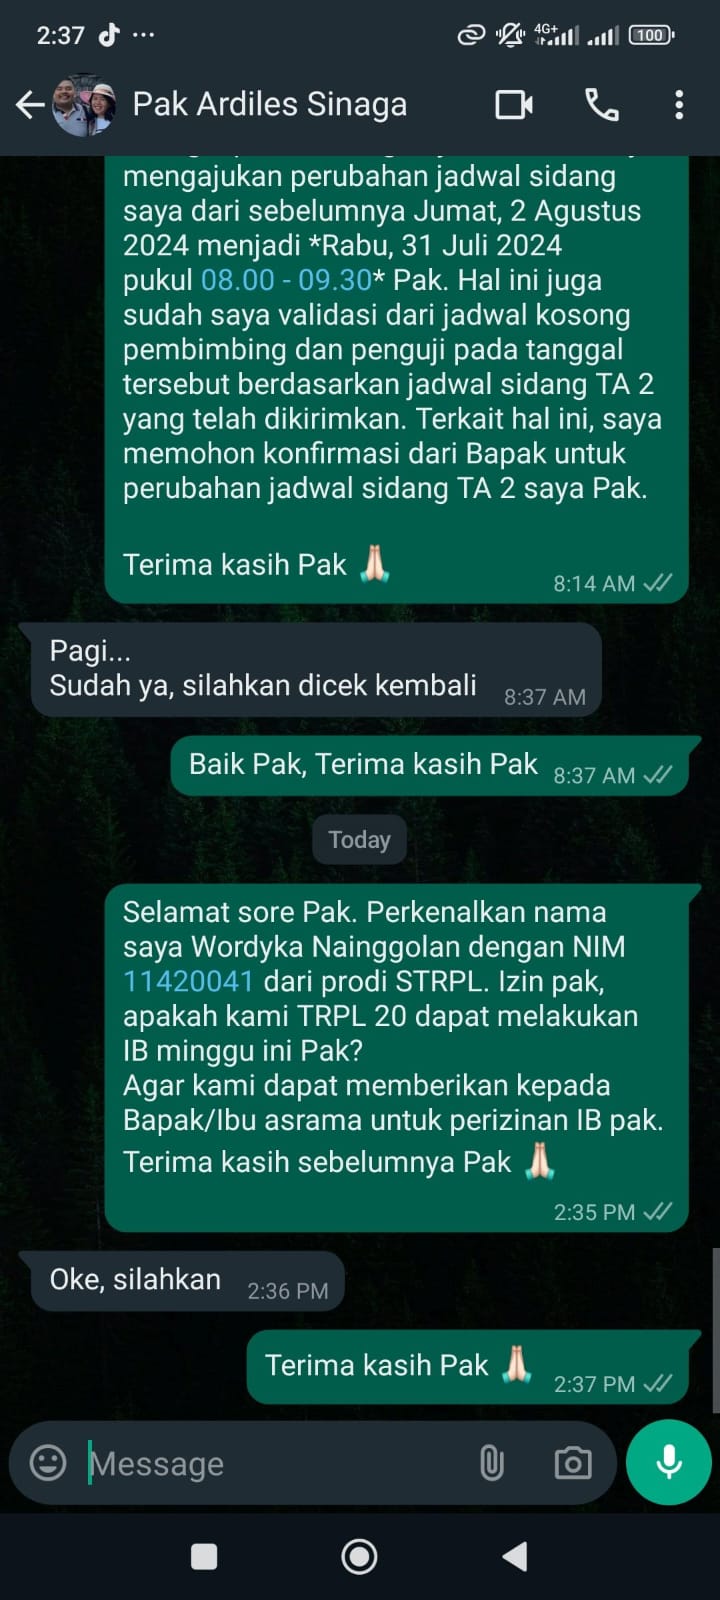 2:37
4G+
100
Pak Ardiles Sinaga
mengajukan perubahan jadwal sidang
saya dari sebelumnya Jumat, 2 Agustus
2024 menjadi *Rabu, 31 Juli 2024
pukul 08.00 - 09.30* Pak. Hal ini juga
sudah saya validasi dari jadwal kosong
pembimbing dan penguji pada tanggal
tersebut berdasarkan jadwal sidang TA 2
yang telah dikirimkan. Terkait hal ini, saya
memohon konfirmasi dari Bapak untuk
perubahan jadwal sidang TA 2 saya Pak.
Terima kasih Pak 🙏🏻
8:14 AM
Pagi...
Sudah ya, silahkan dicek kembali
8:37 AM
Baik Pak, Terima kasih Pak
8:37 AM
Today
Selamat sore Pak. Perkenalkan nama
saya Wordyka Nainggolan dengan NIM
11420041 dari prodi STRPL. Izin pak,
apakah kami TRPL 20 dapat melakukan
IB minggu ini Pak?
Agar kami dapat memberikan kepada
Bapak/Ibu asrama untuk perizinan IB pak.
Terima kasih sebelumnya Pak 🙏🏻
2:35 PM
Oke, silahkan
2:36 PM
Terima kasih Pak 🙏🏻
2:37 PM
Message